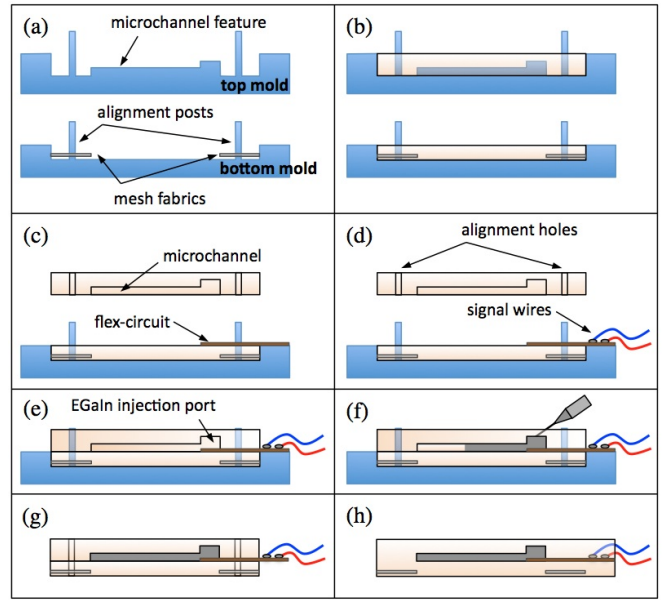 (a)
microchannel feature
top mold
alignment posts
bottom mold
mesh fabrics
(b)
(c)
microchannel
flex-circuit
(d)
alignment holes
signal wires
(e)
EGaIn injection port
(f)
(g)
(h)